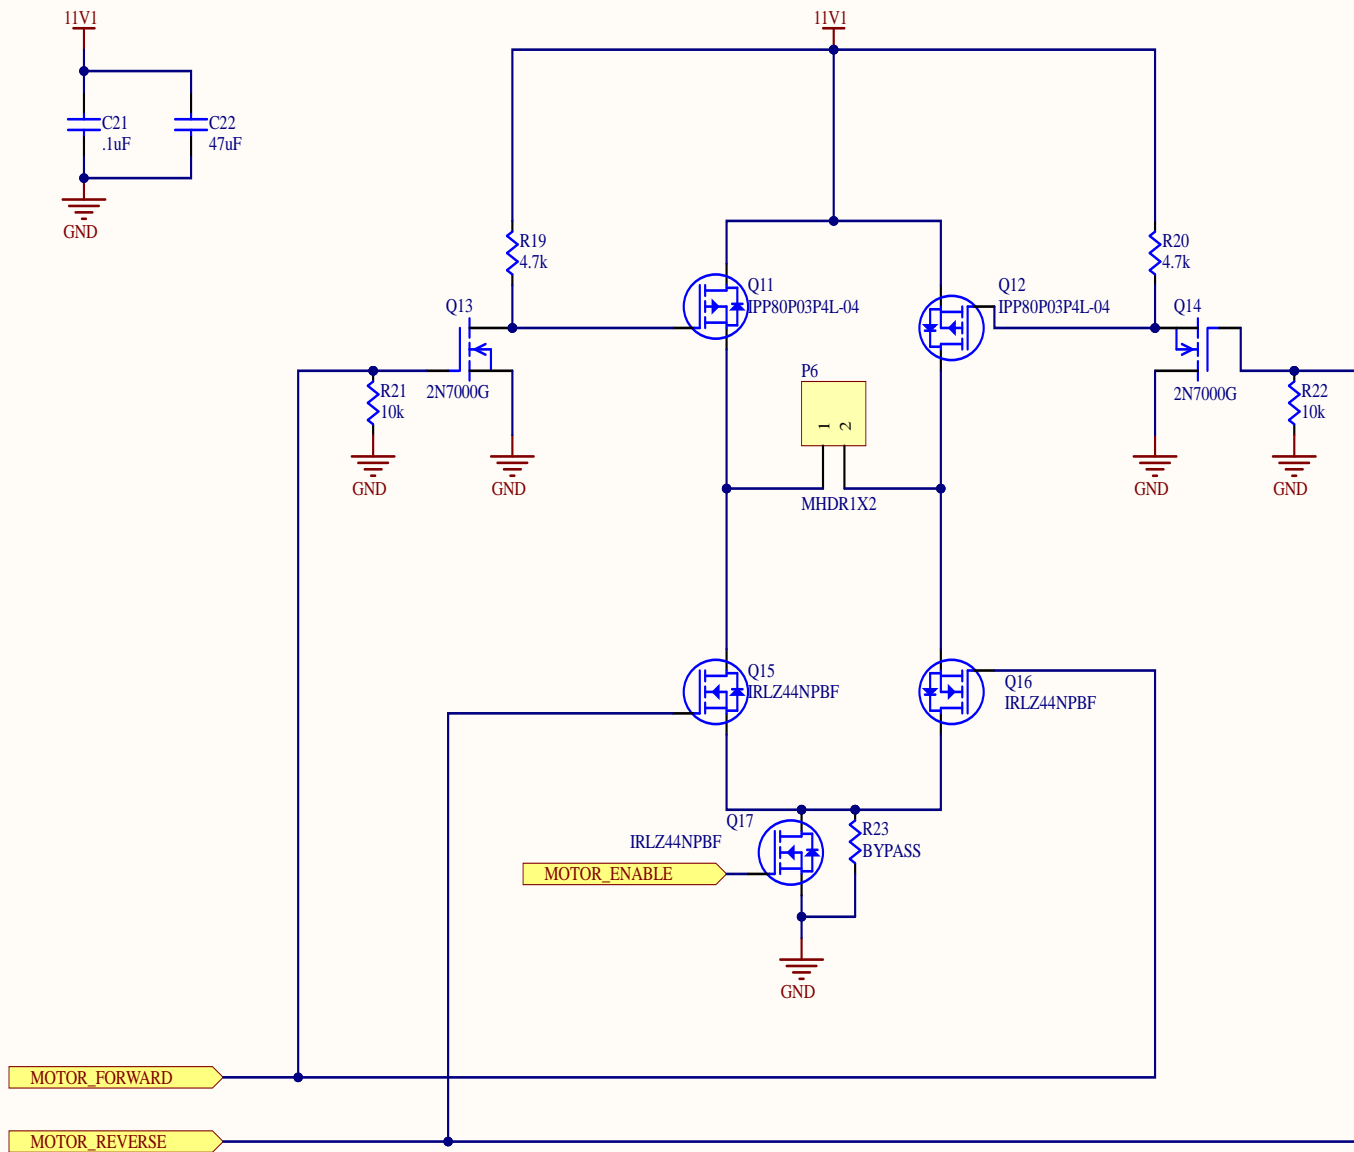 11V1
11V1
C21
.1uF
C22
47uF
GND
R19
4.7k
R20
4.7k
Q11
IPP80P03P4L-04
Q12
IPP80P03P4L-04
Q13
2N7000G
Q14
2N7000G
R21
10k
R22
10k
P6
1
2
MHDR1X2
GND
GND
GND
GND
Q15
IRLZ44NPBF
Q16
IRLZ44NPBF
Q17
IRLZ44NPBF
R23
BYPASS
MOTOR_ENABLE
GND
MOTOR_FORWARD
MOTOR_REVERSE